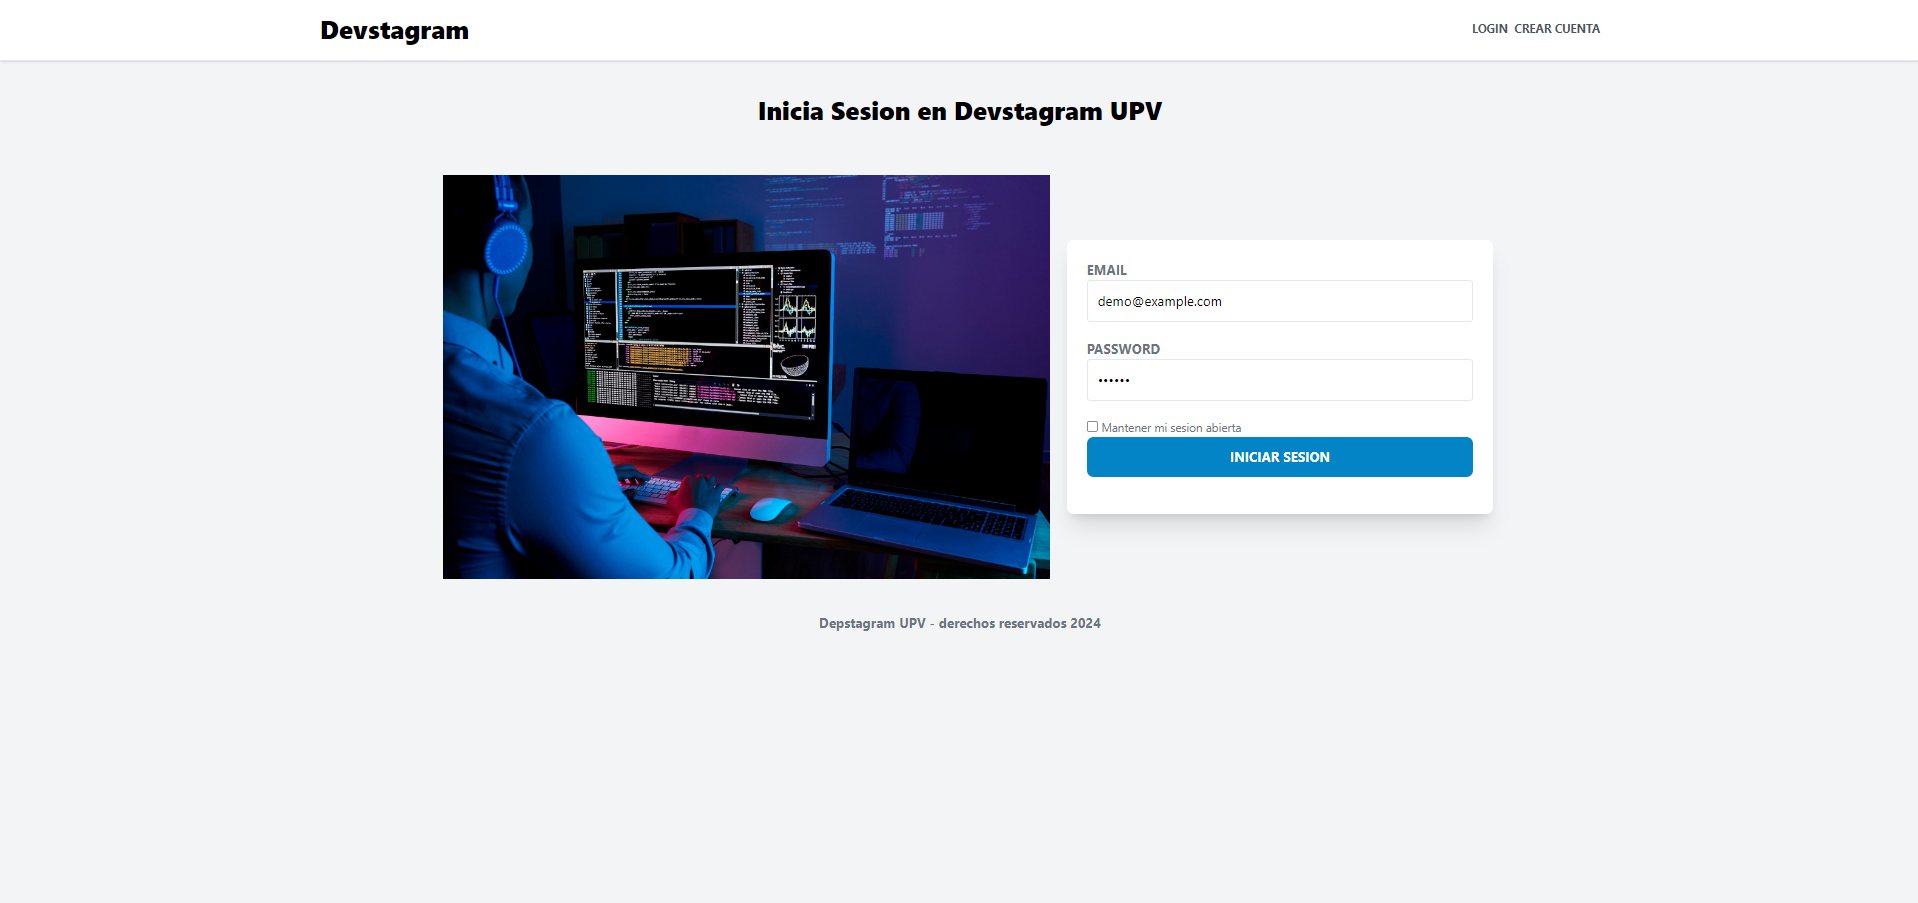 Devstagram
LOGIN CREAR CUENTA
Inicia Sesion en Devstagram UPV
EMAIL
demo@example.com
PASSWORD
••••••
Mantener mi sesion abierta
INICIAR SESION
Depstagram UPV - derechos reservados 2024